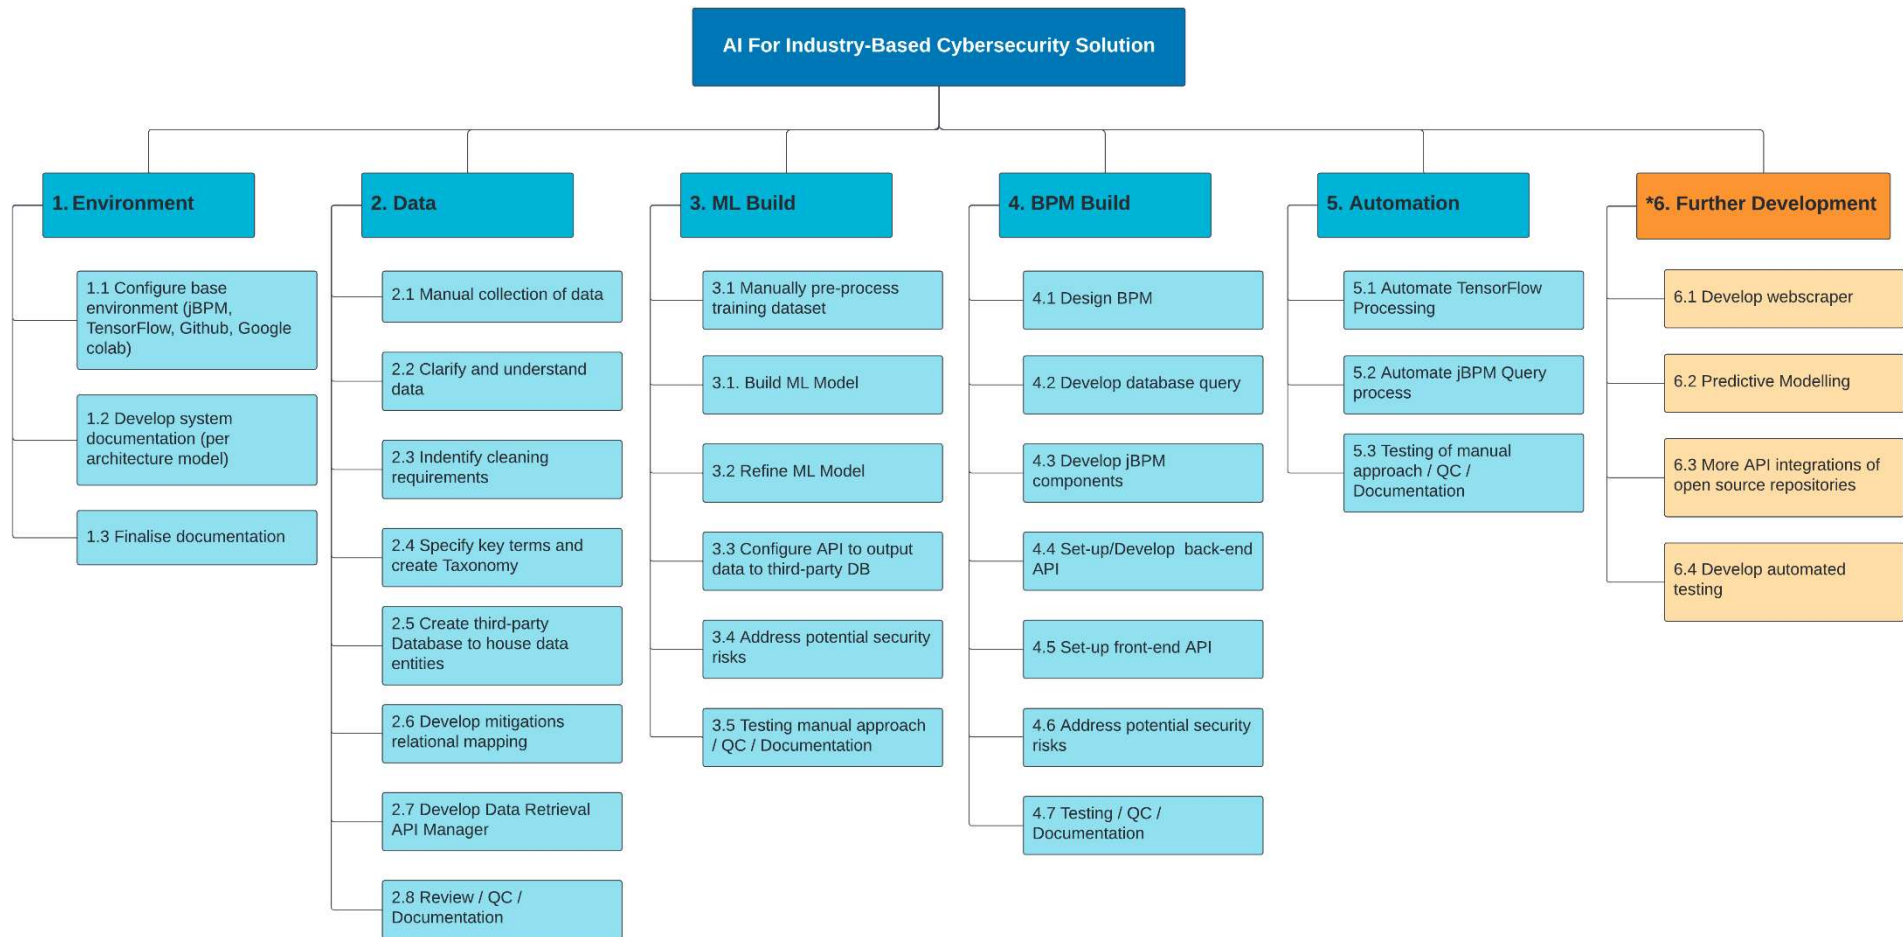 AI For Industry-Based Cybersecurity Solution
1. Environment
1.1 Configure base
environment (jBPM,
TensorFlow, Github, Google
colab)
1.2 Develop system
documentation (per
architecture model)
1.3 Finalise documentation
2. Data
2.1 Manual collection of data
2.2 Clarify and understand
data
2.3 Indentify cleaning
requirements
2.4 Specify key terms and
create Taxonomy
2.5 Create third-party
Database to house data
entities
2.6 Develop mitigations
relational mapping
2.7 Develop Data Retrieval
API Manager
2.8 Review / QC /
Documentation
3. ML Build
3.1 Manually pre-process
training dataset
3.1. Build ML Model
3.2 Refine ML Model
3.3 Configure API to output
data to third-party DB
3.4 Address potential security
risks
3.5 Testing manual approach
/ QC / Documentation
4. BPM Build
4.1 Design BPM
4.2 Develop database query
4.3 Develop jBPM
components
4.4 Set-up/Develop back-end
API
4.5 Set-up front-end API
4.6 Address potential security
risks
4.7 Testing / QC /
Documentation
5. Automation
5.1 Automate TensorFlow
Processing
5.2 Automate jBPM Query
process
5.3 Testing of manual
approach / QC /
Documentation
*6. Further Development
6.1 Develop webscraper
6.2 Predictive Modelling
6.3 More API integrations of
open source repositories
6.4 Develop automated
testing